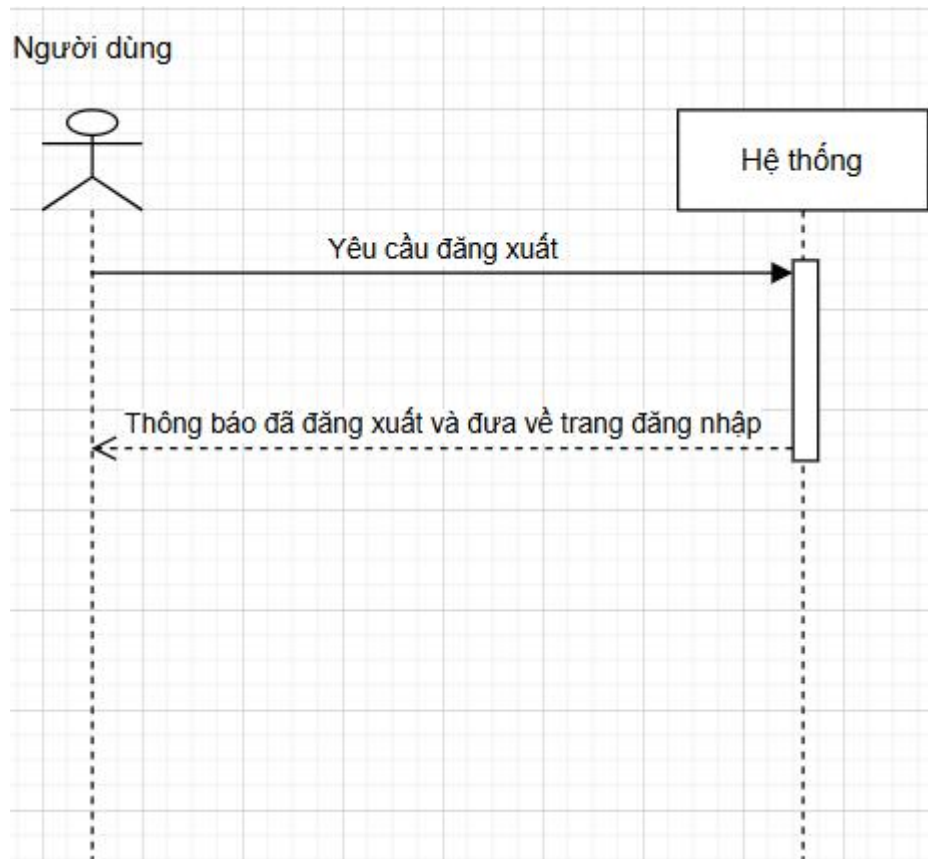 Người dùng
Hệ thống
Yêu cầu đăng xuất
Thông báo đã đăng xuất và đưa về trang đăng nhập